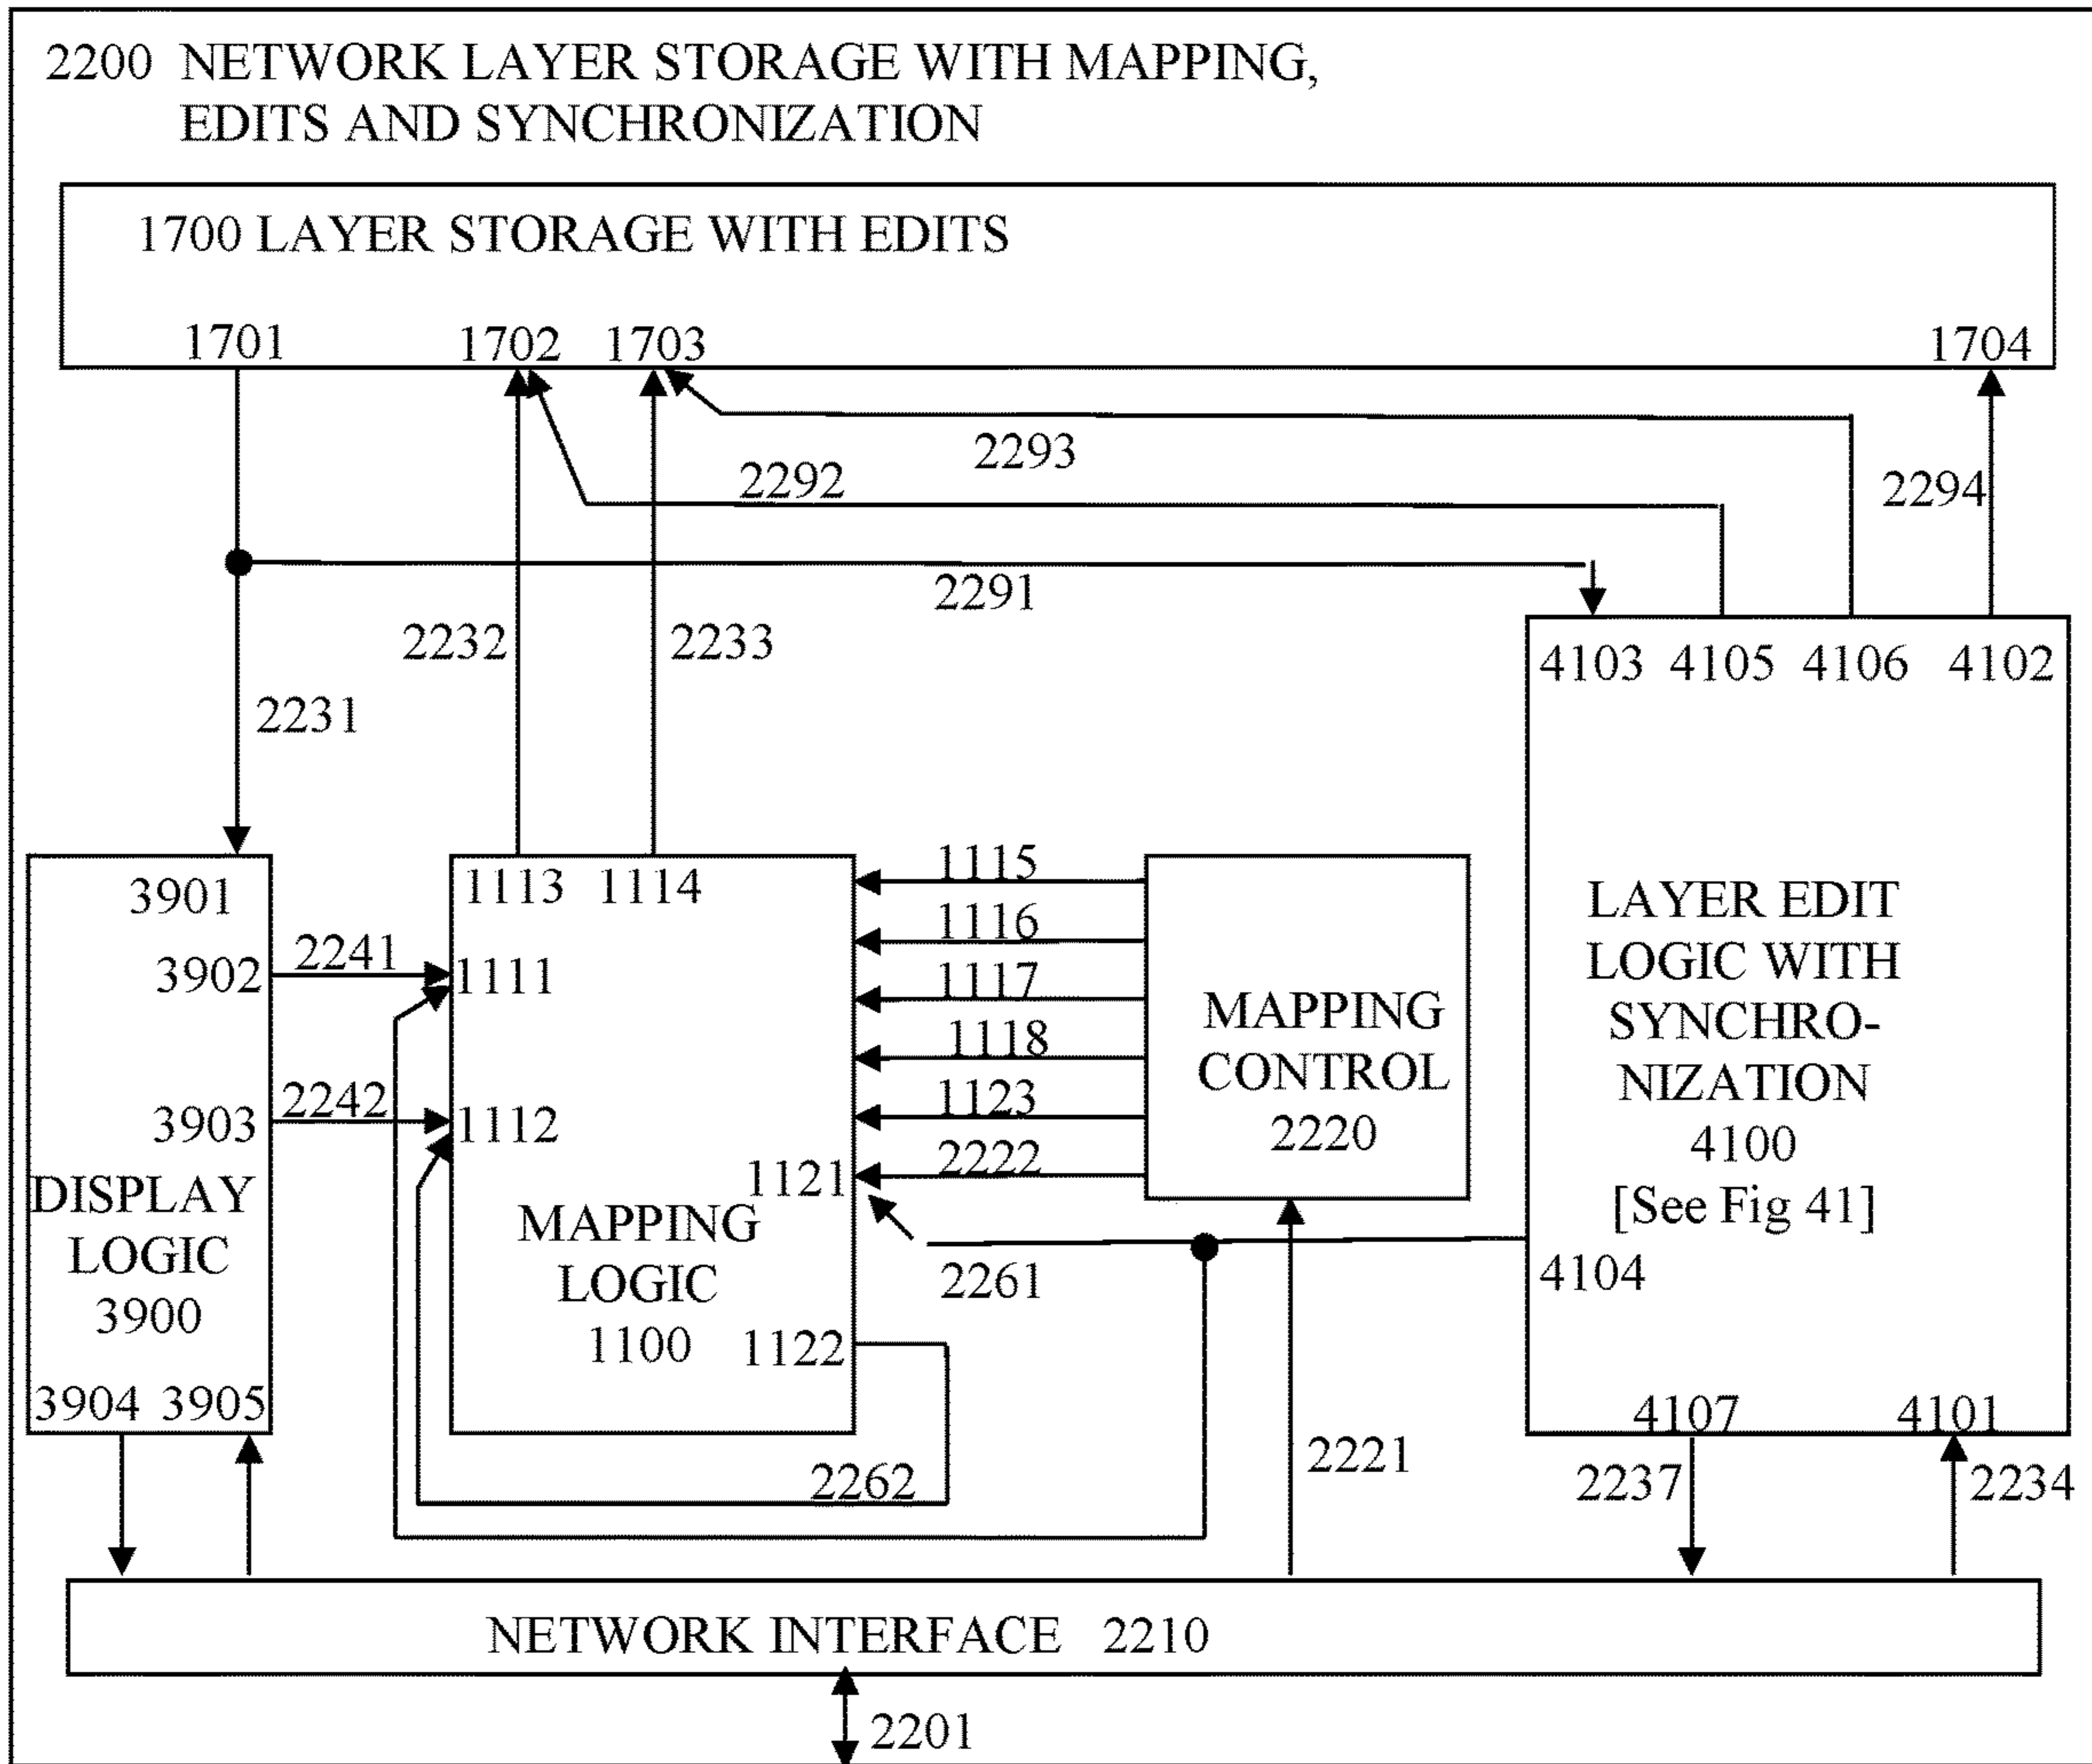 2200 NETWORK LAYER STORAGE WITH MAPPING,
EDITS AND SYNCHRONIZATION
1700 LAYER STORAGE WITH EDITS
1701
1702
1703
1704
2293
2292
2294
2291
2232
2233
2231
4103 4105 4106 4102
3901
3902
3903
DISPLAY
LOGIC
3900
3904 3905
2241
2242
1113 1114
1111
1112
1121
MAPPING
LOGIC
1100
1122
1115
1116
1117
1118
1123
2222
MAPPING
CONTROL
2220
LAYER EDIT
LOGIC WITH
SYNCHRO-
NIZATION
4100
[See Fig 41]
4104
4107
4101
2261
2262
2221
2237
2234
NETWORK INTERFACE 2210
2201